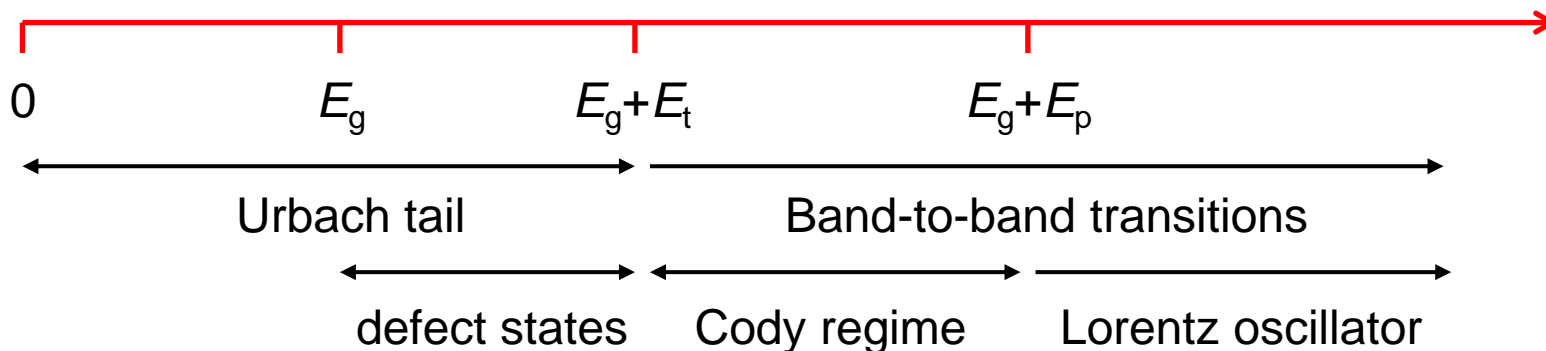 0 Eg Eg+Et Eg+Ep
Urbach tail Band-to-band transitions
defect states Cody regime Lorentz oscillator